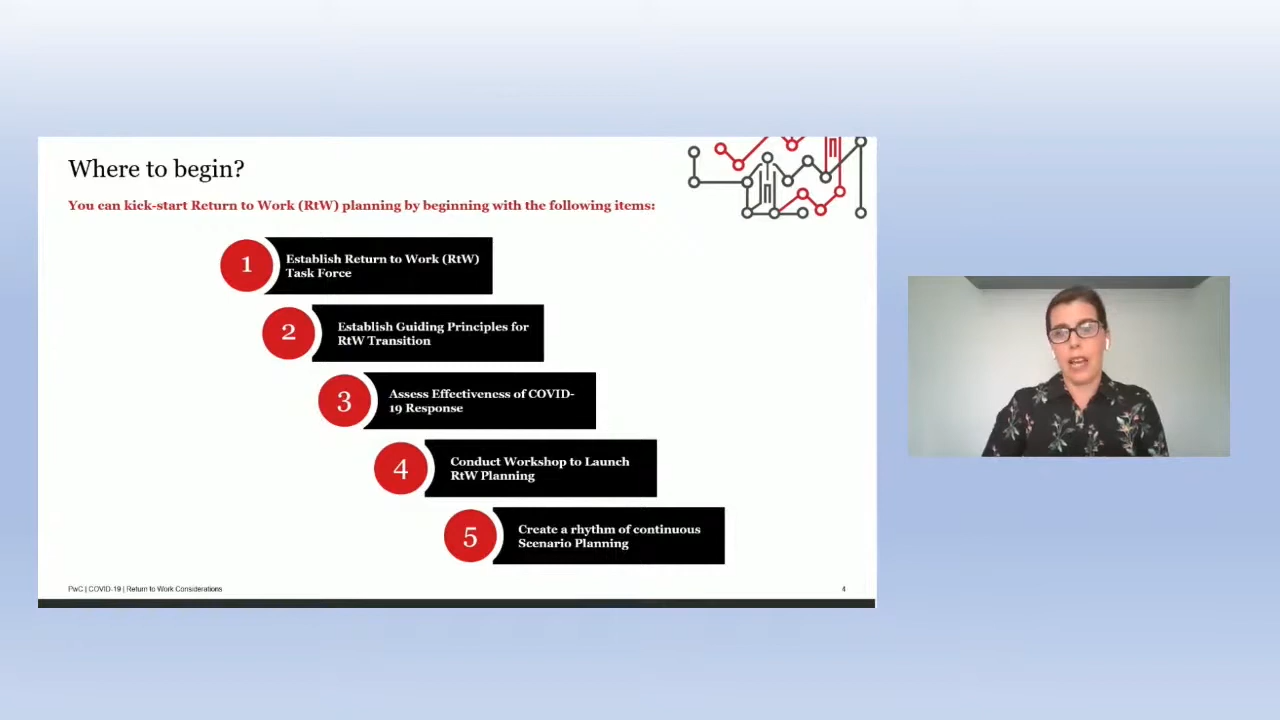 Where to begin?
You can kick-start Return to Work (RtW) planning by beginning with the following items:
1
Establish Return to Work (RtW)
Task Force
2
Establish Guiding Principles for
RtW Transition
3
Assess Effectiveness of COVID-
19 Response
4
Conduct Workshop to Launch
RtW Planning
5
Create a rhythm of continuous
Scenario Planning
PwC | COVID-19 | Return to Work Considerations
4